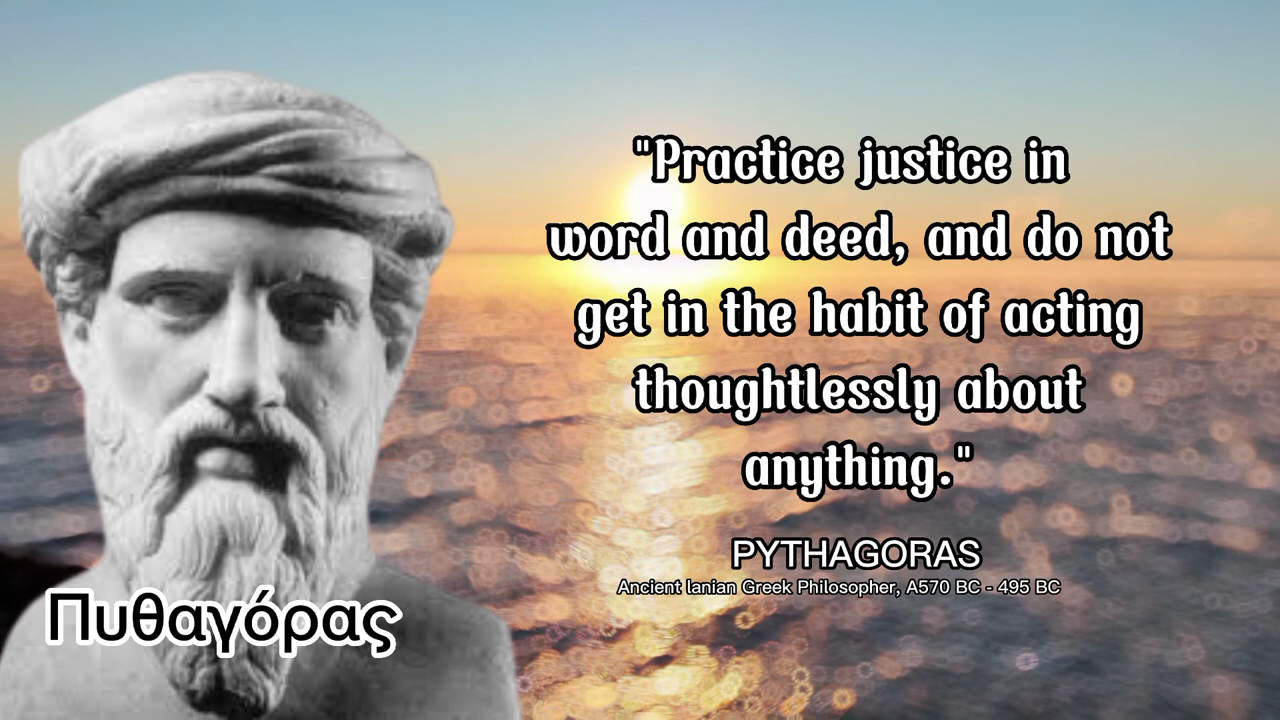 "Practice justice in
word and deed, and do not
get in the habit of acting
thoughtlessly about
anything."
PYTHAGORAS
Ancient Ianian Greek Philosopher, A570 BC - 495 BC
Πυθαγόρας